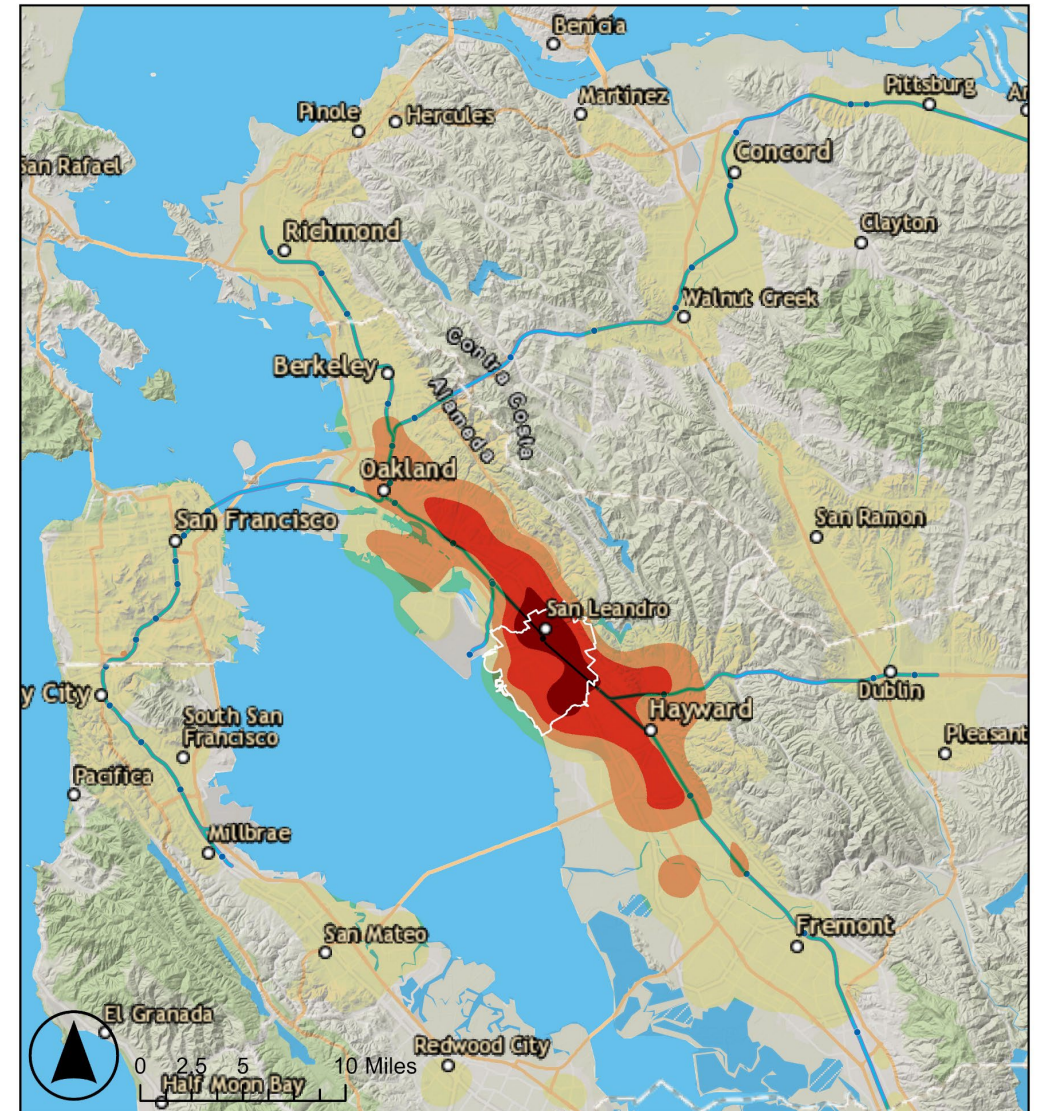 Benicia
Pittsburg
Martinez
Pinole
Hercules
Concord
San Rafael
Clayton
Richmond
Walnut Creek
Contra Costa
Berkeley
Alameda
Oakland
San Francisco
San Ramon
San Leandro
Dublin
y City
Hayward
South San
Francisco
Pleasant
Pacifica
Millbrae
Fremont
San Mateo
El Granada
Redwood City
0 2.5 5 10 Miles
Half Moon Bay